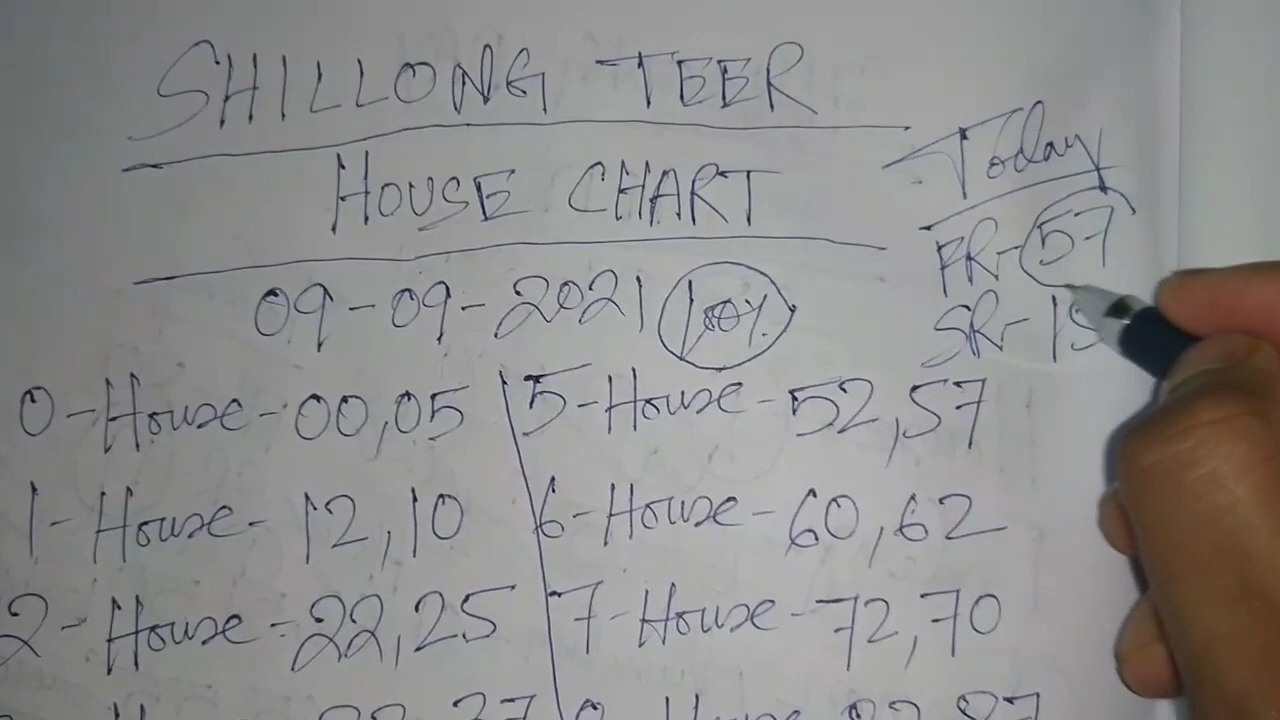 SHILLONG TEER
HOUSE CHART
09-09-2021 100%
Today
FR-57
SR-
0-House-00,05
5-House-52,57
1-House-12,10
6-House-60,62
2-House-22,25
7-House-72,70